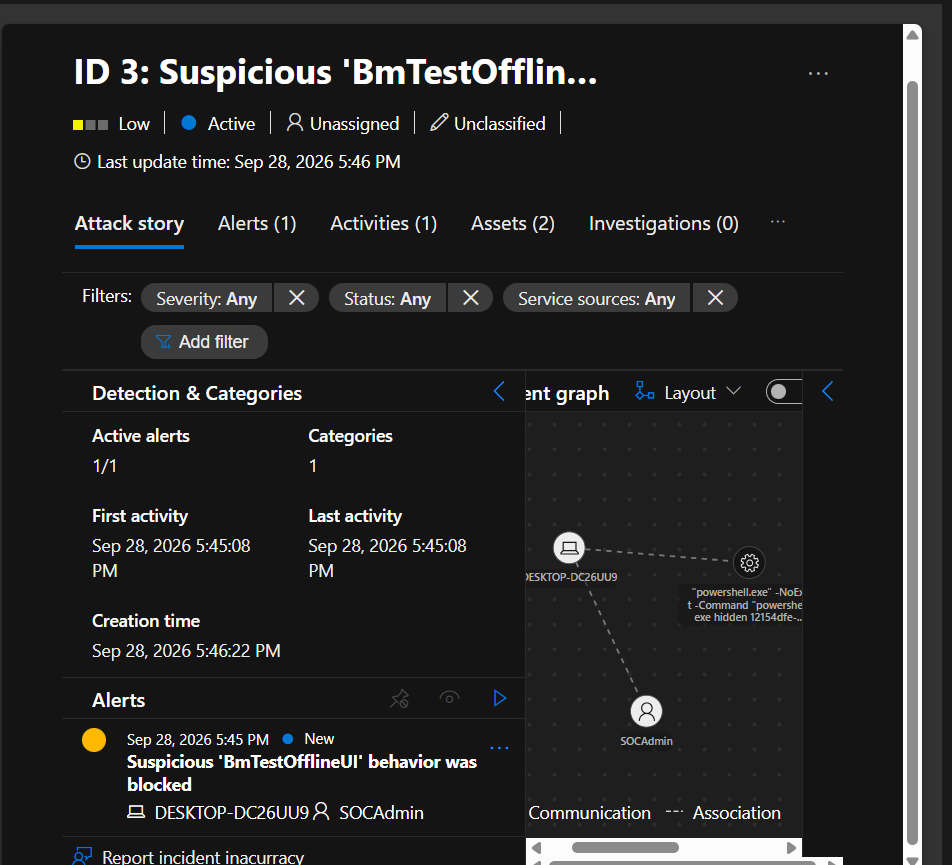 ID 3: Suspicious 'BmTestOfflin...
...
Low
Active
Unassigned
Unclassified
Last update time: Sep 28, 2026 5:46 PM
Attack story
Alerts (1)
Activities (1)
Assets (2)
Investigations (0)
...
Filters:
Severity: Any
Status: Any
Service sources: Any
Add filter
Detection & Categories
ent graph
Layout
Active alerts
Categories
1/1
1
First activity
Last activity
Sep 28, 2026 5:45:08
PM
Sep 28, 2026 5:45:08
PM
Creation time
Sep 28, 2026 5:46:22 PM
DESKTOP-DC26UU9
"powershell.exe" -NoEx
t -Command "powershe
exe hidden 12154dfe-..
SOCAdmin
Communication
Association
Alerts
Sep 28, 2026 5:45 PM
New
...
Suspicious 'BmTestOfflineUI' behavior was
blocked
DESKTOP-DC26UU9
SOCAdmin
Report incident inaccuracy